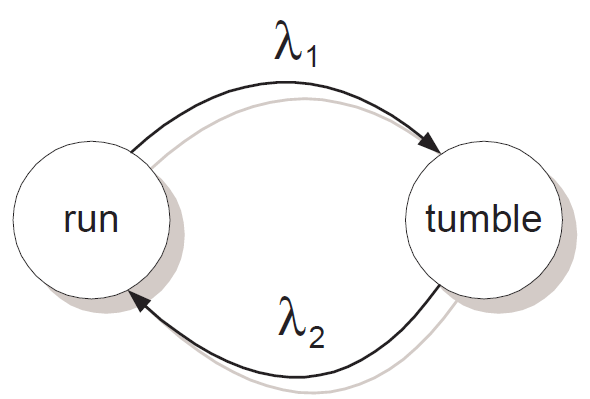 λ₁
run
tumble
λ₂